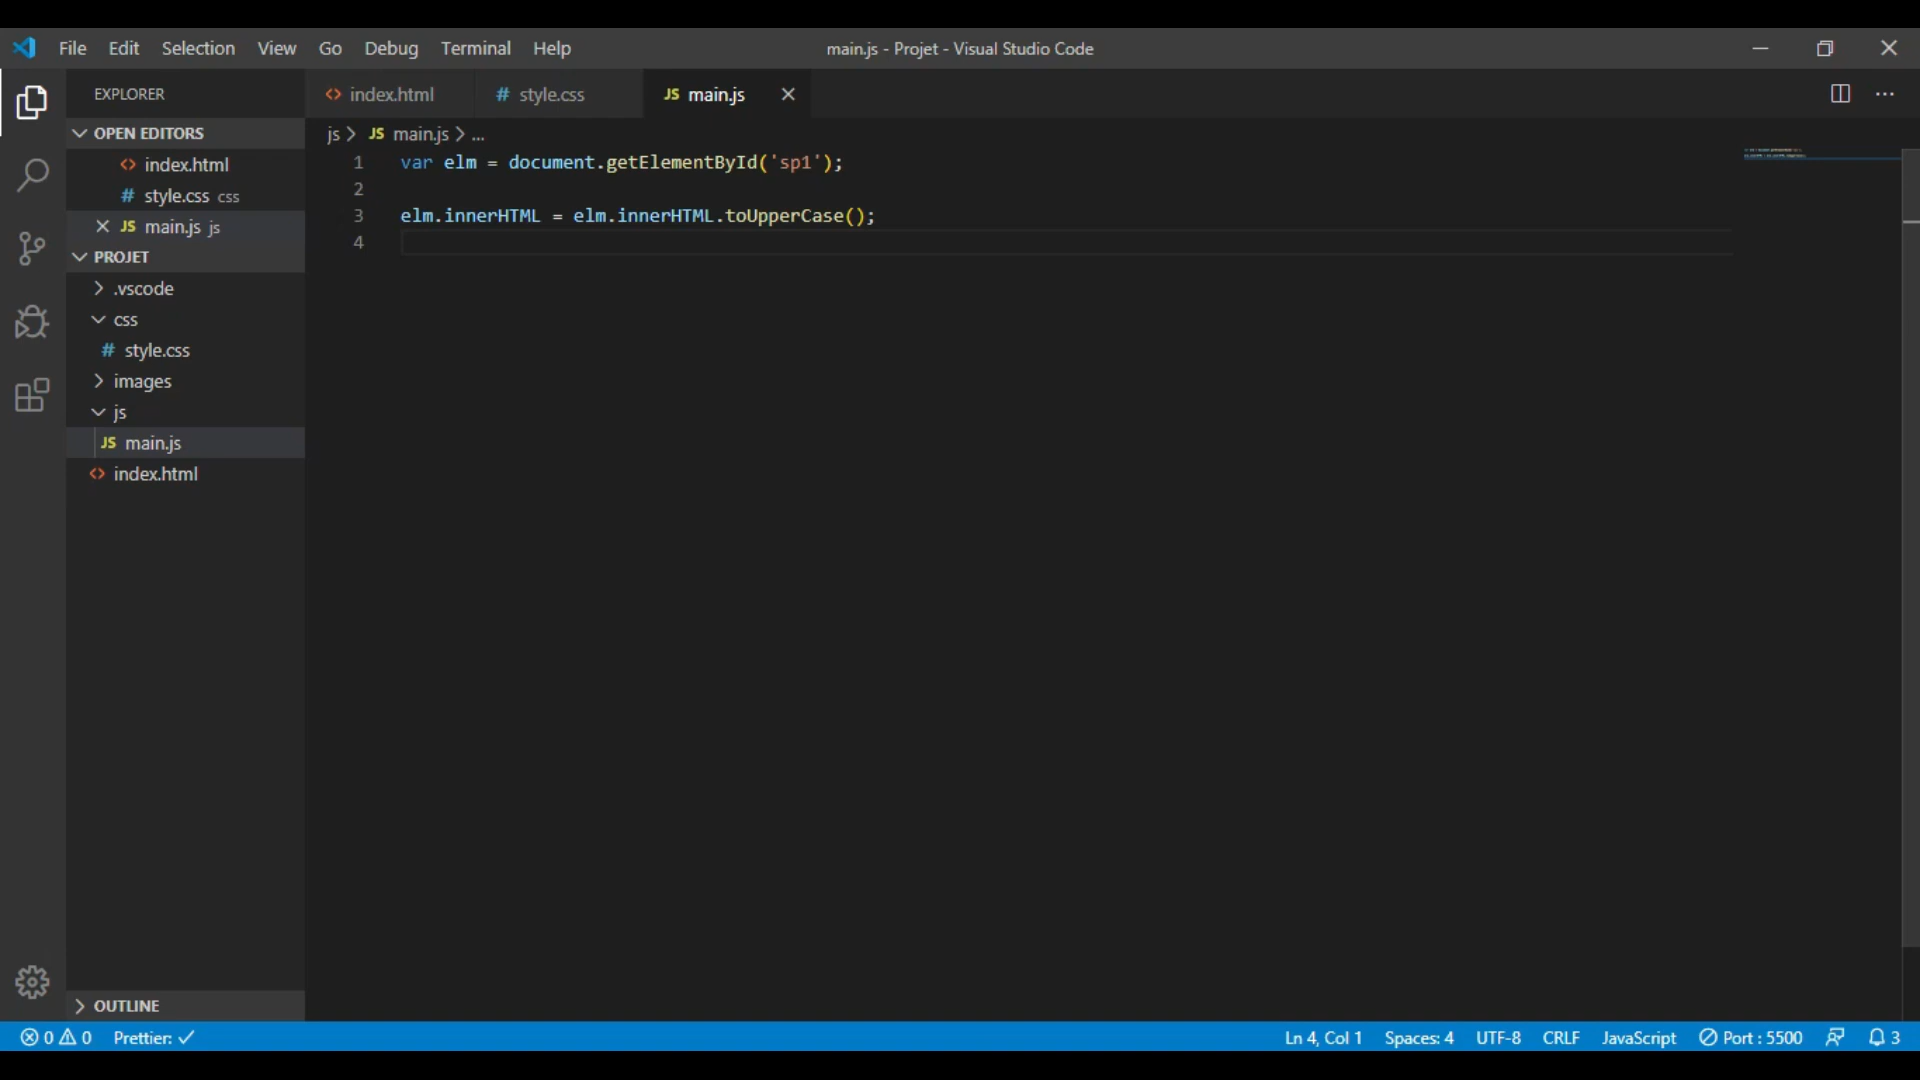 File Edit Selection View Go Debug Terminal Help main.js - Projet - Visual Studio Code
EXPLORER
OPEN EDITORS
index.html
style.css css
JS main.js js
PROJET
.vscode
css
style.css
images
js
JS main.js
index.html
OUTLINE
index.html # style.css JS main.js
js > JS main.js > ...
1 var elm = document.getElementById('sp1');
2
3 elm.innerHTML = elm.innerHTML.toUpperCase();
4
0 0 Prettier: ✓ Ln 4, Col 1 Spaces: 4 UTF-8 CRLF JavaScript Port : 5500 3